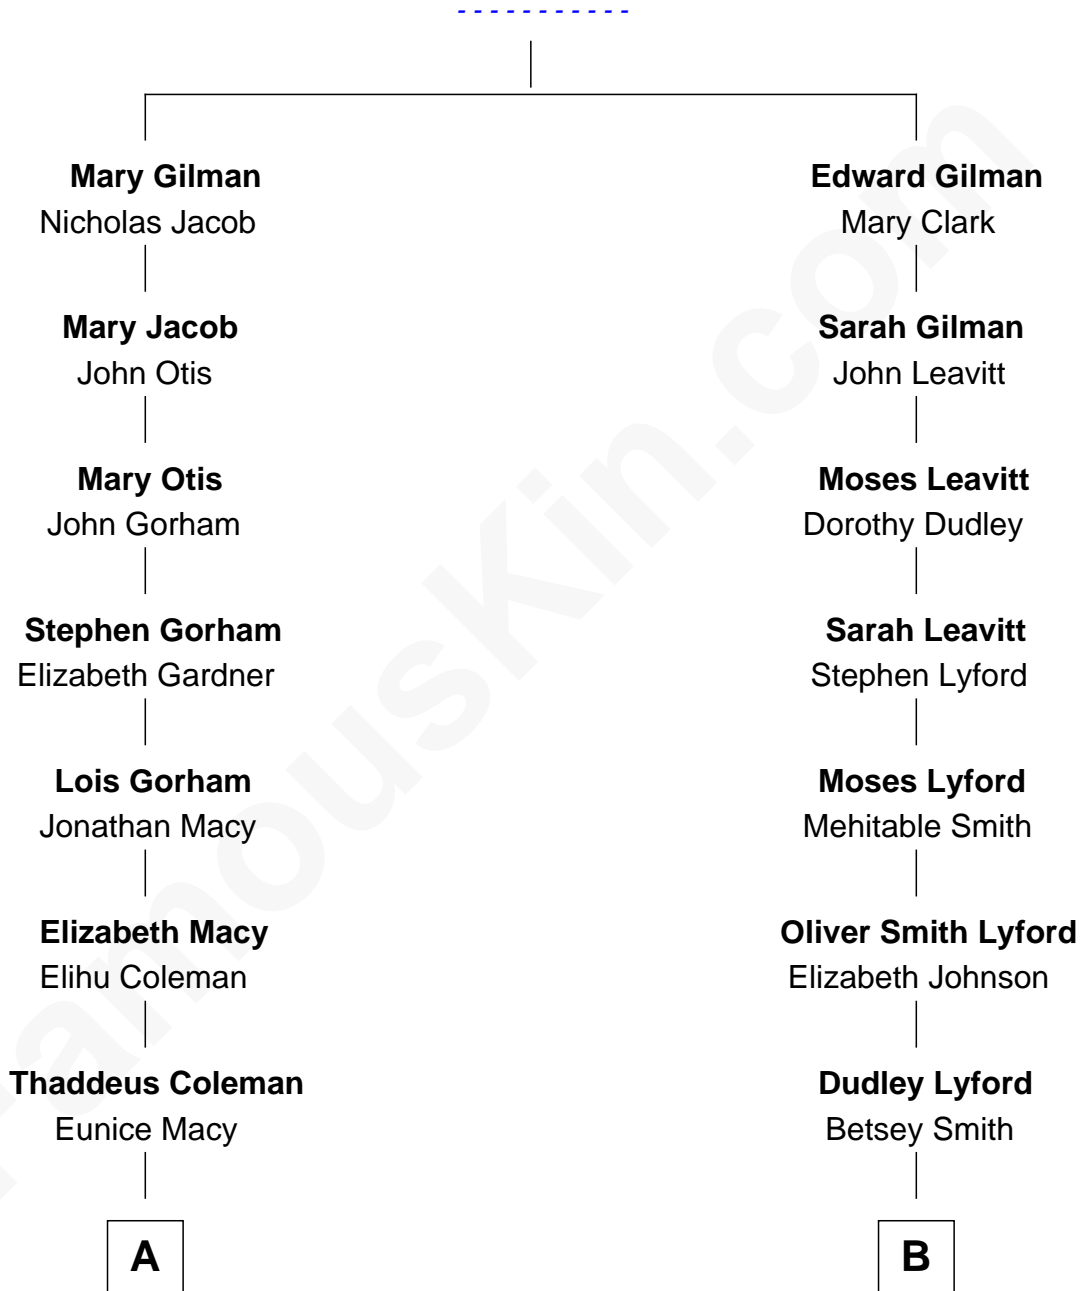 - - - - - - - - - - -
Mary Gilman
Nicholas Jacob
Edward Gilman
Mary Clark
Mary Jacob
John Otis
Sarah Gilman
John Leavitt
Mary Otis
John Gorham
Moses Leavitt
Dorothy Dudley
Stephen Gorham
Elizabeth Gardner
Sarah Leavitt
Stephen Lyford
Lois Gorham
Jonathan Macy
Moses Lyford
Mehitable Smith
Elizabeth Macy
Elihu Coleman
Oliver Smith Lyford
Elizabeth Johnson
Thaddeus Coleman
Eunice Macy
Dudley Lyford
Betsey Smith
A
B
FamousKin.com